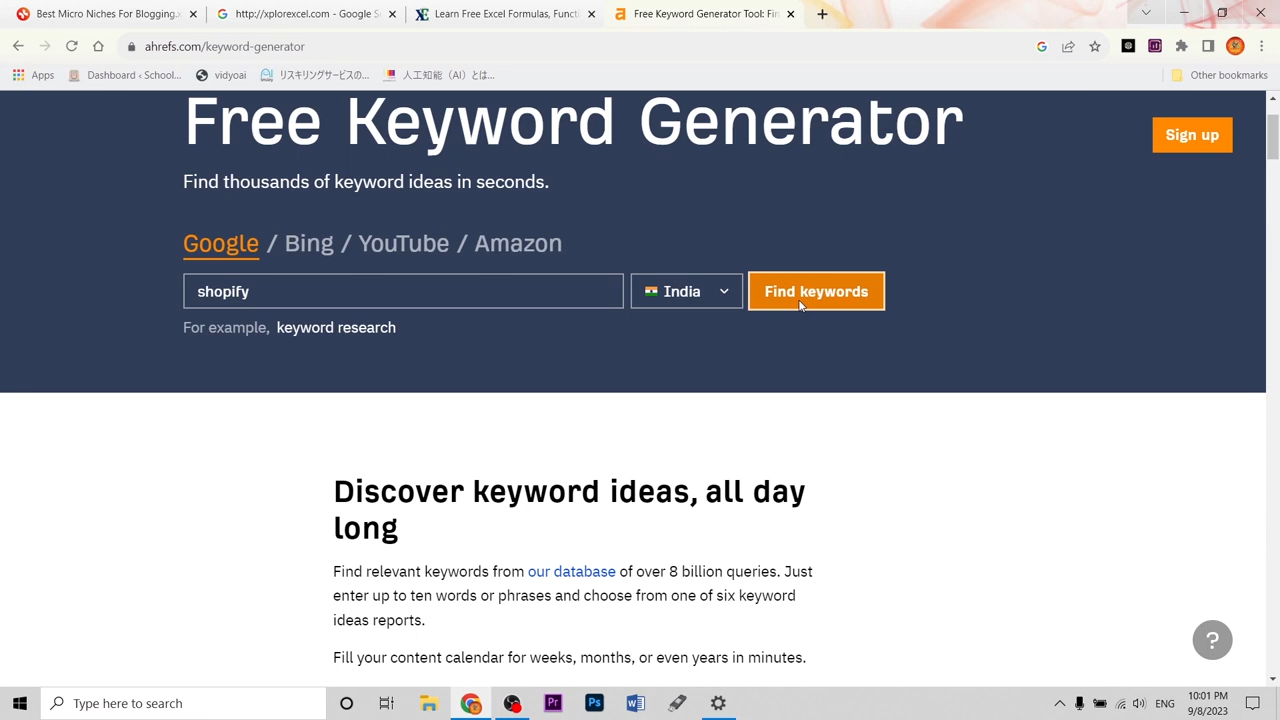 Best Micro Niches For Blogging.
http://xplorexcel.com - Google Se
Learn Free Excel Formulas, Functi
Free Keyword Generator Tool: Fin
ahrefs.com/keyword-generator
Apps
Dashboard ‹ School...
vidyoai
リスキリングサービスの...
人工知能（AI）とは...
Other bookmarks
Free Keyword Generator
Sign up
Find thousands of keyword ideas in seconds.
Google / Bing / YouTube / Amazon
shopify
India
Find keywords
For example, keyword research
Discover keyword ideas, all day
long
Find relevant keywords from our database of over 8 billion queries. Just
enter up to ten words or phrases and choose from one of six keyword
ideas reports.
Fill your content calendar for weeks, months, or even years in minutes.
?
Type here to search
ENG
10:01 PM
9/8/2023